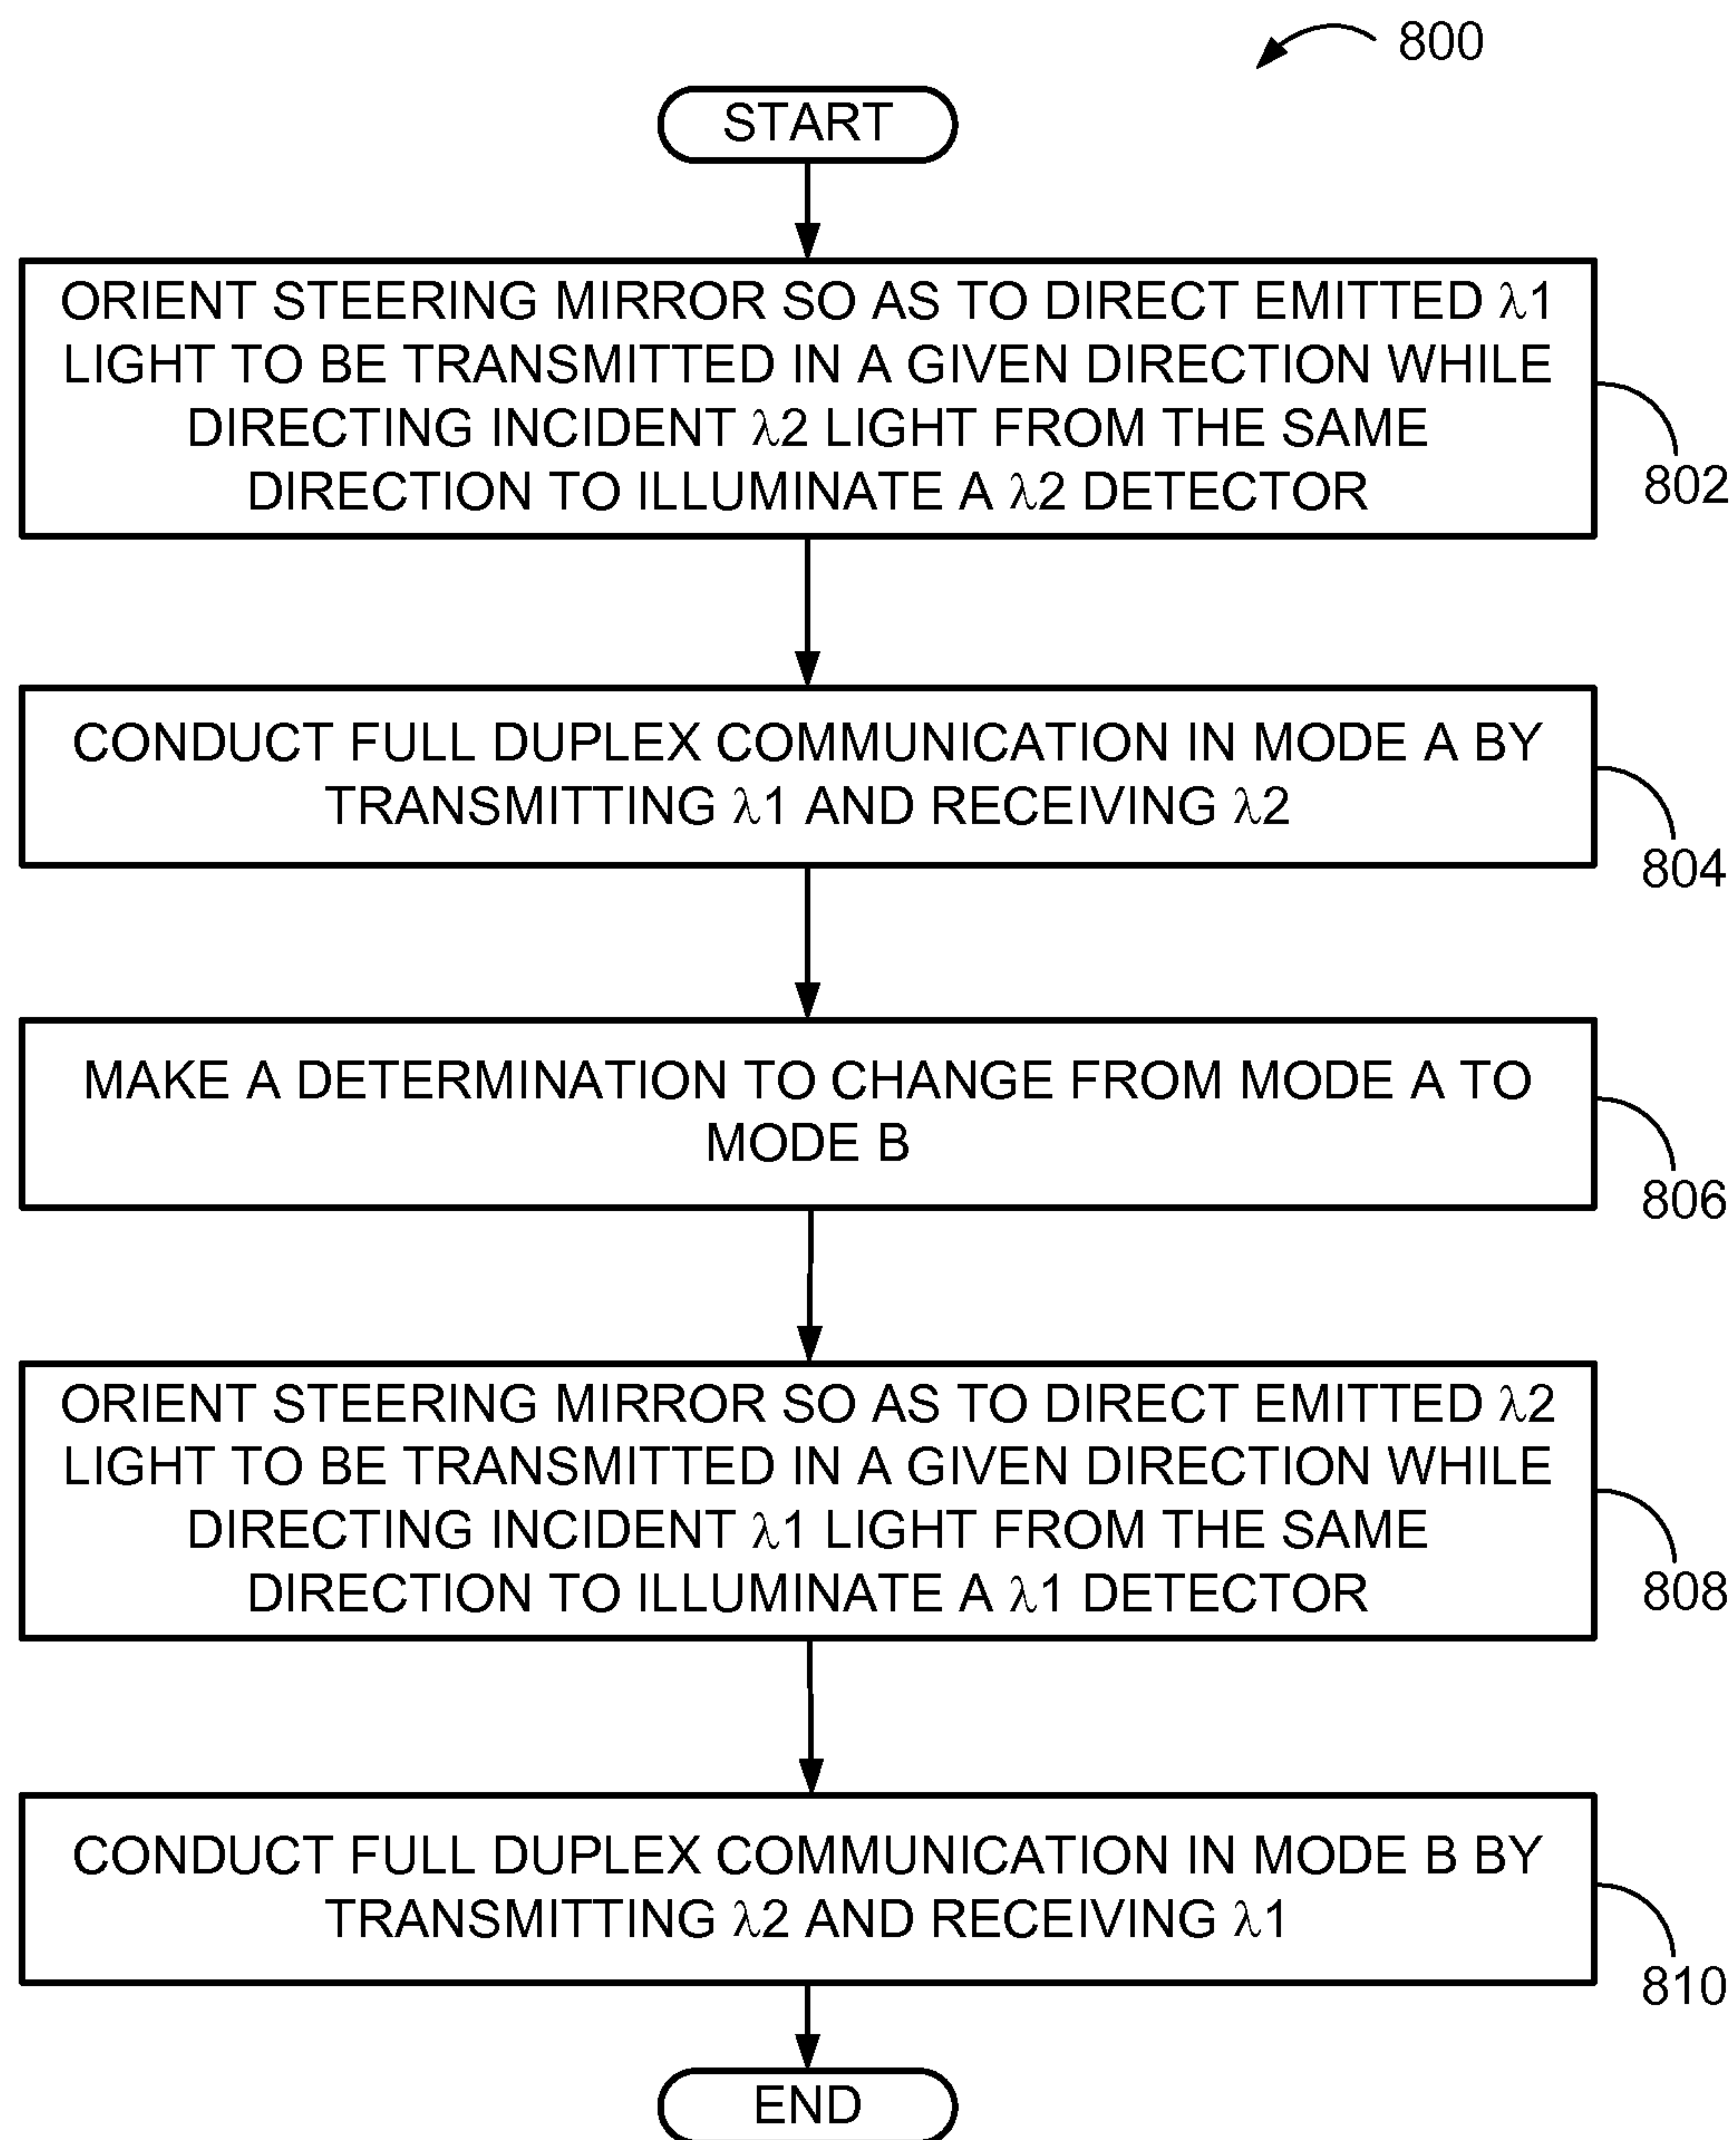 800
START
ORIENT STEERING MIRROR SO AS TO DIRECT EMITTED λ1
LIGHT TO BE TRANSMITTED IN A GIVEN DIRECTION WHILE
DIRECTING INCIDENT λ2 LIGHT FROM THE SAME
DIRECTION TO ILLUMINATE A λ2 DETECTOR
802
CONDUCT FULL DUPLEX COMMUNICATION IN MODE A BY
TRANSMITTING λ1 AND RECEIVING λ2
804
MAKE A DETERMINATION TO CHANGE FROM MODE A TO
MODE B
806
ORIENT STEERING MIRROR SO AS TO DIRECT EMITTED λ2
LIGHT TO BE TRANSMITTED IN A GIVEN DIRECTION WHILE
DIRECTING INCIDENT λ1 LIGHT FROM THE SAME
DIRECTION TO ILLUMINATE A λ1 DETECTOR
808
CONDUCT FULL DUPLEX COMMUNICATION IN MODE B BY
TRANSMITTING λ2 AND RECEIVING λ1
810
END